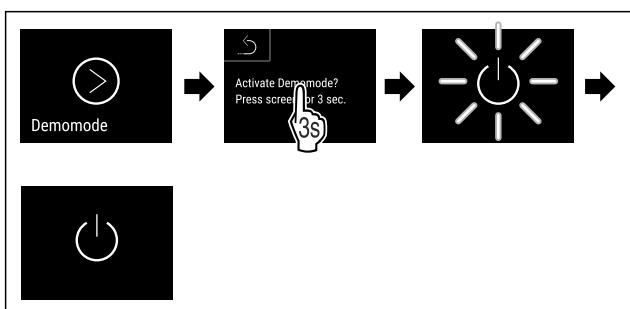 Demomode
Activate Demomode?
Press screen for 3 sec.
3s